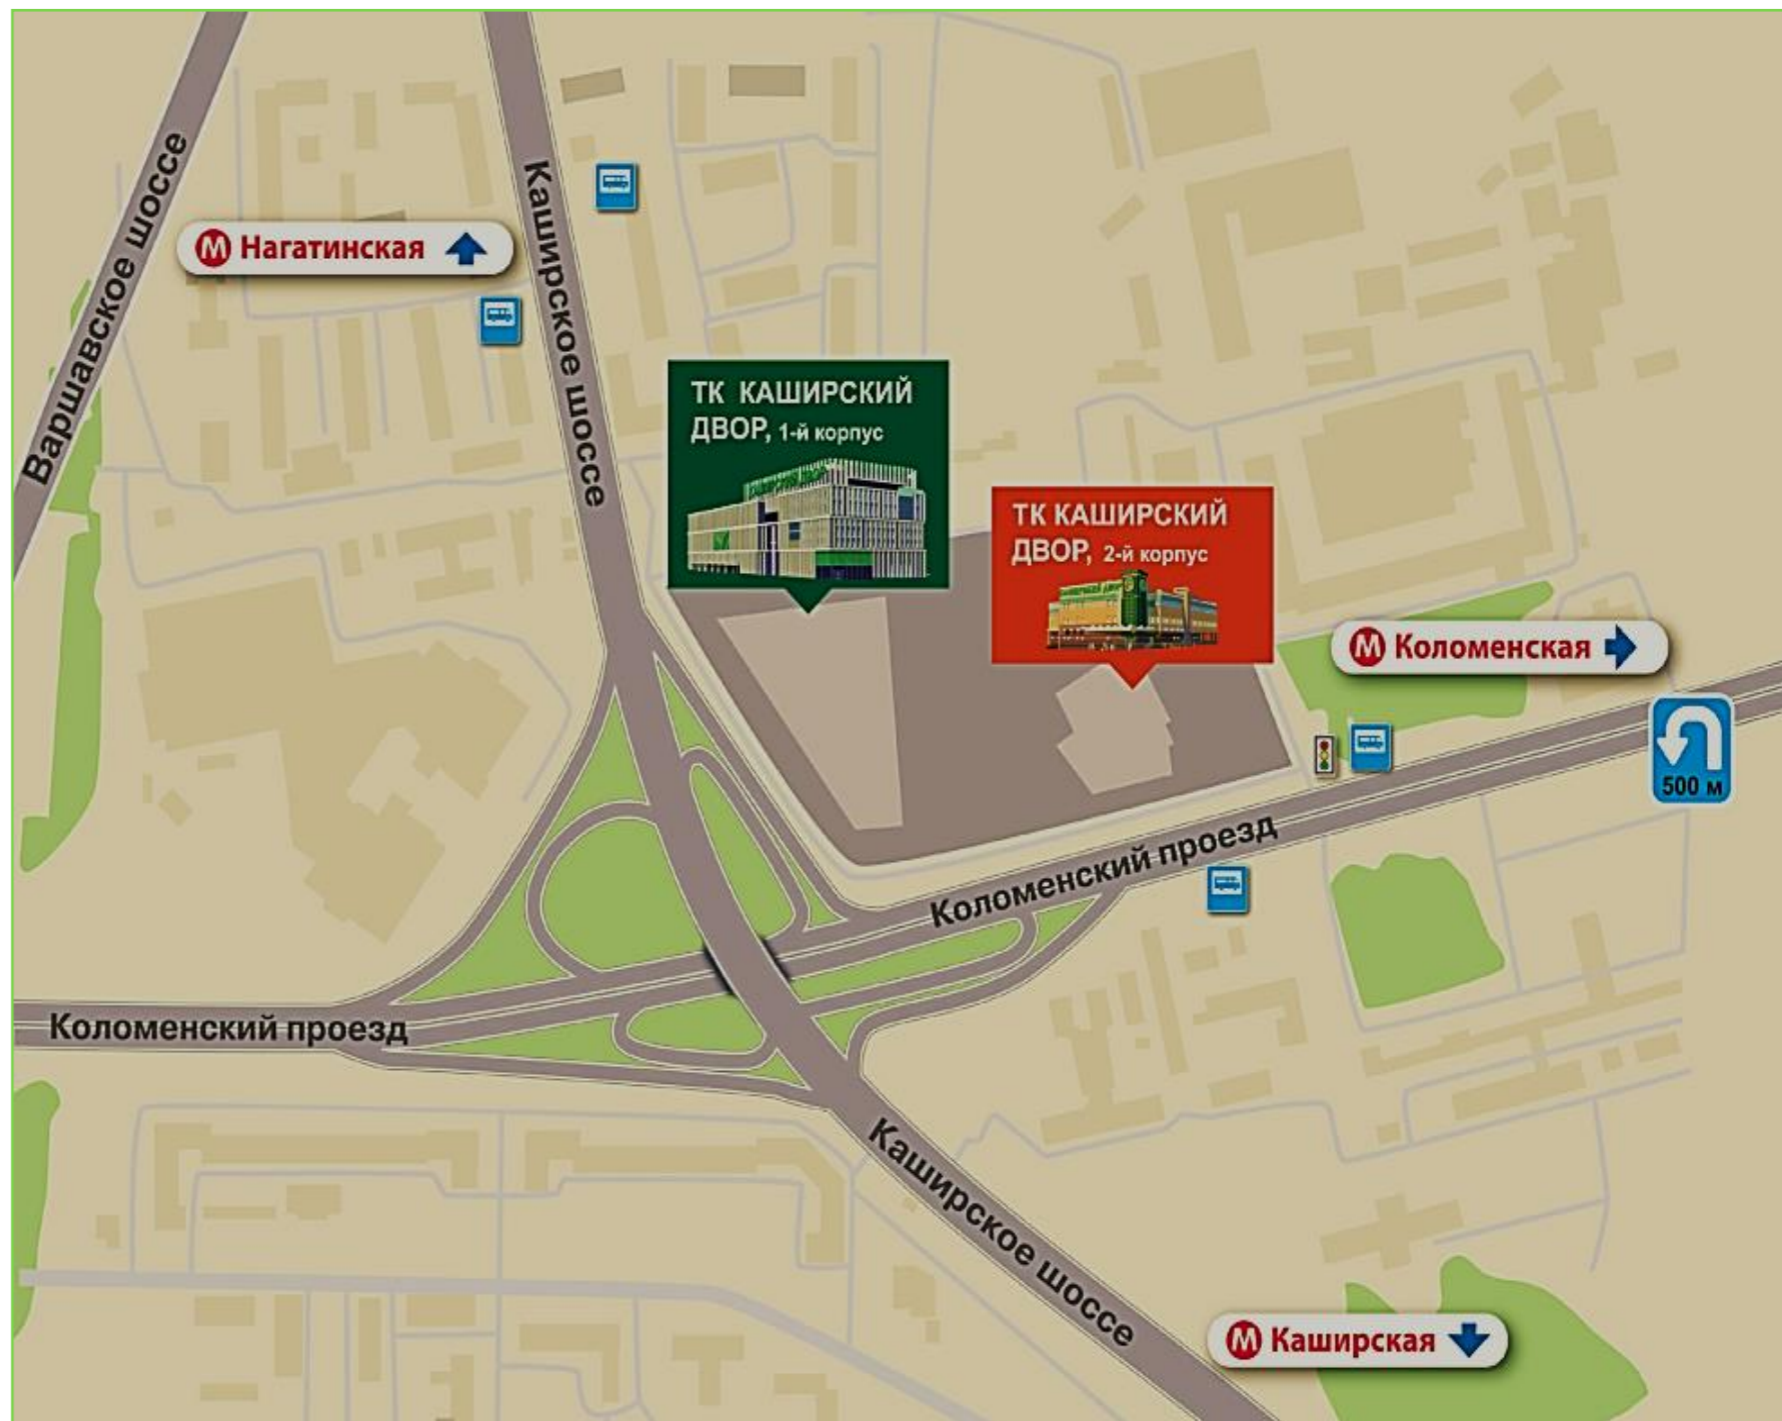 Варшавское шоссе
Каширское шоссе
М Нагатинская
ТК КАШИРСКИЙ
ДВОР, 1-й корпус
ТК КАШИРСКИЙ
ДВОР, 2-й корпус
М Коломенская
500 м
Коломенский проезд
Коломенский проезд
Каширское шоссе
М Каширская